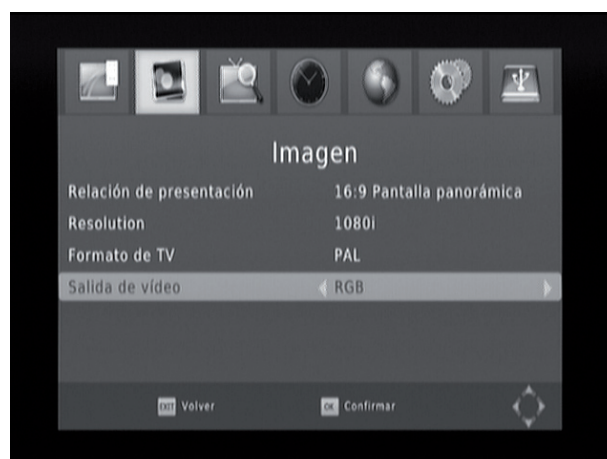 Imagen
Relación de presentación 16:9 Pantalla panorámica
Resolution 1080i
Formato de TV PAL
Salida de vídeo RGB
EXIT Volver OK Confirmar